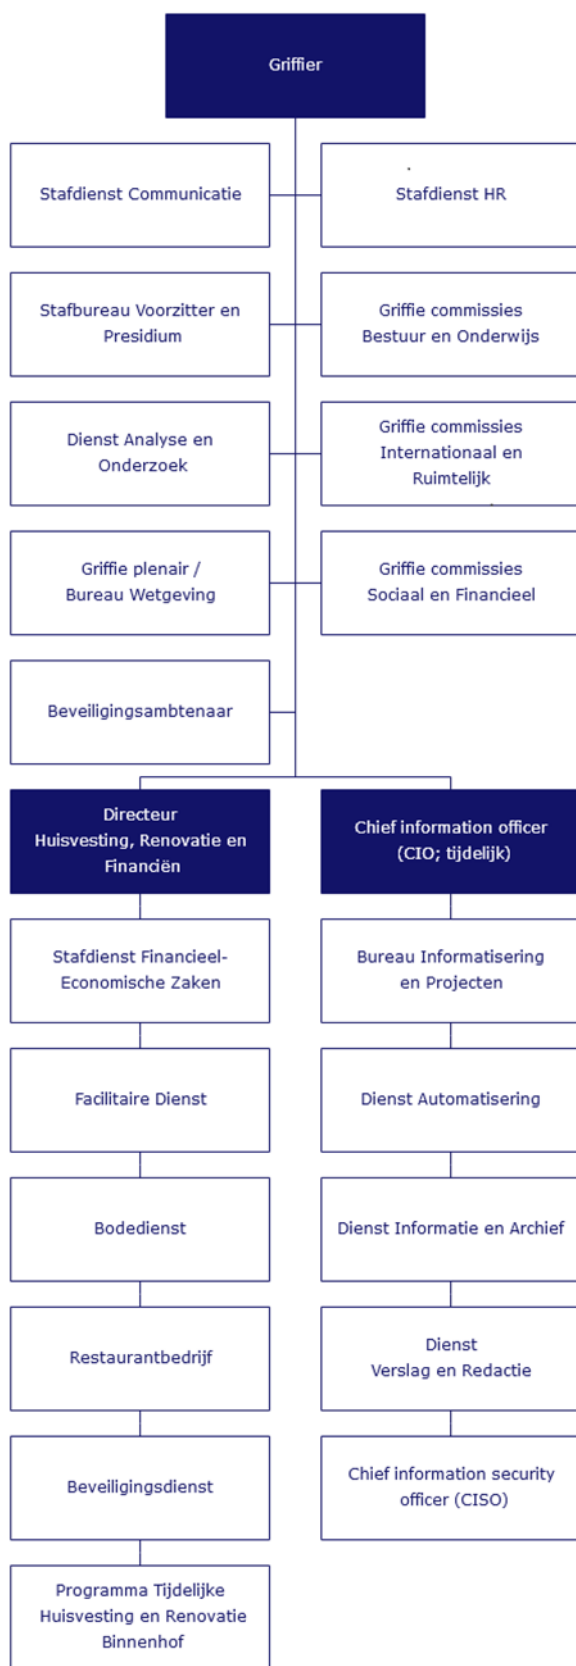 Griffier
Stafdienst Communicatie
Stafdienst HR
Stafbureau Voorzitter en
Presidium
Griffie commissies
Bestuur en Onderwijs
Dienst Analyse en
Onderzoek
Griffie commissies
Internationaal en
Ruimtelijk
Griffie plenair /
Bureau Wetgeving
Griffie commissies
Sociaal en Financieel
Beveiligingsambtenaar
Directeur
Huisvesting, Renovatie en
Financiën
Chief information officer
(CIO; tijdelijk)
Stafdienst Financieel-
Economische Zaken
Bureau Informatisering
en Projecten
Facilitaire Dienst
Dienst Automatisering
Bodedienst
Dienst Informatie en Archief
Restaurantbedrijf
Dienst
Verslag en Redactie
Beveiligingsdienst
Chief information security
officer (CISO)
Programma Tijdelijke
Huisvesting en Renovatie
Binnenhof